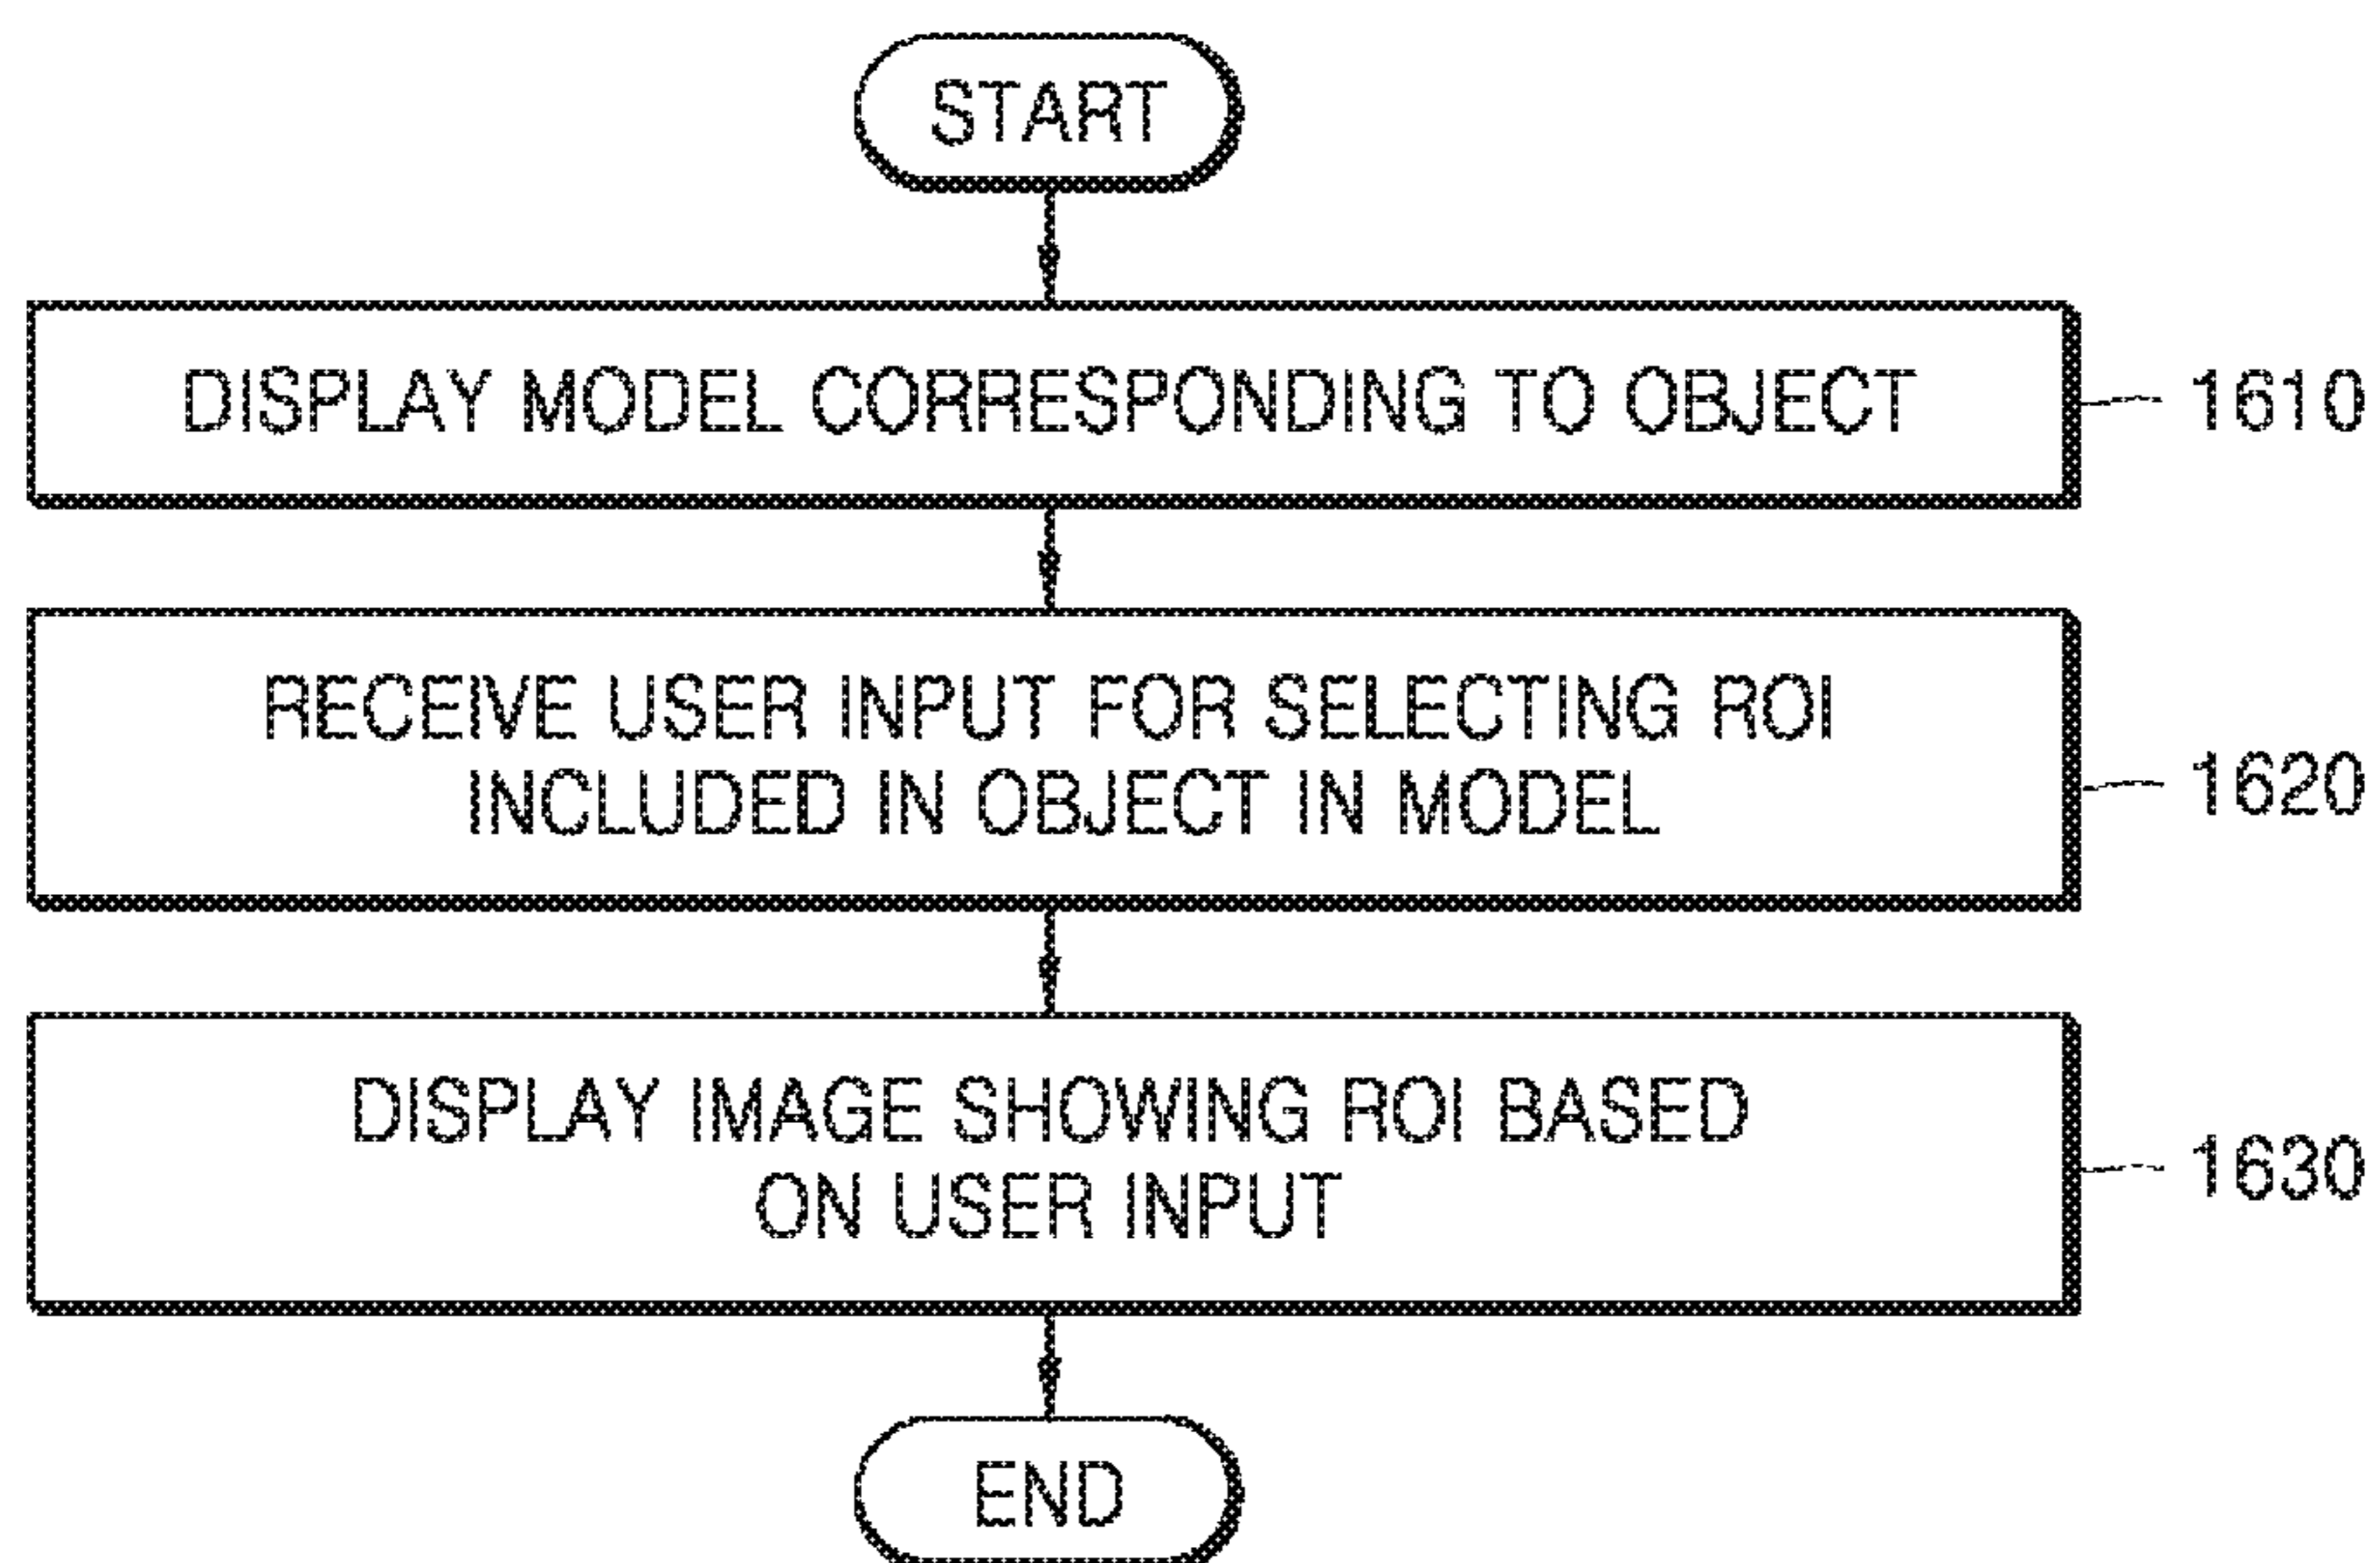 START
DISPLAY MODEL CORRESPONDING TO OBJECT
1610
RECEIVE USER INPUT FOR SELECTING ROI
INCLUDED IN OBJECT IN MODEL
1620
DISPLAY IMAGE SHOWING ROI BASED
ON USER INPUT
1630
END